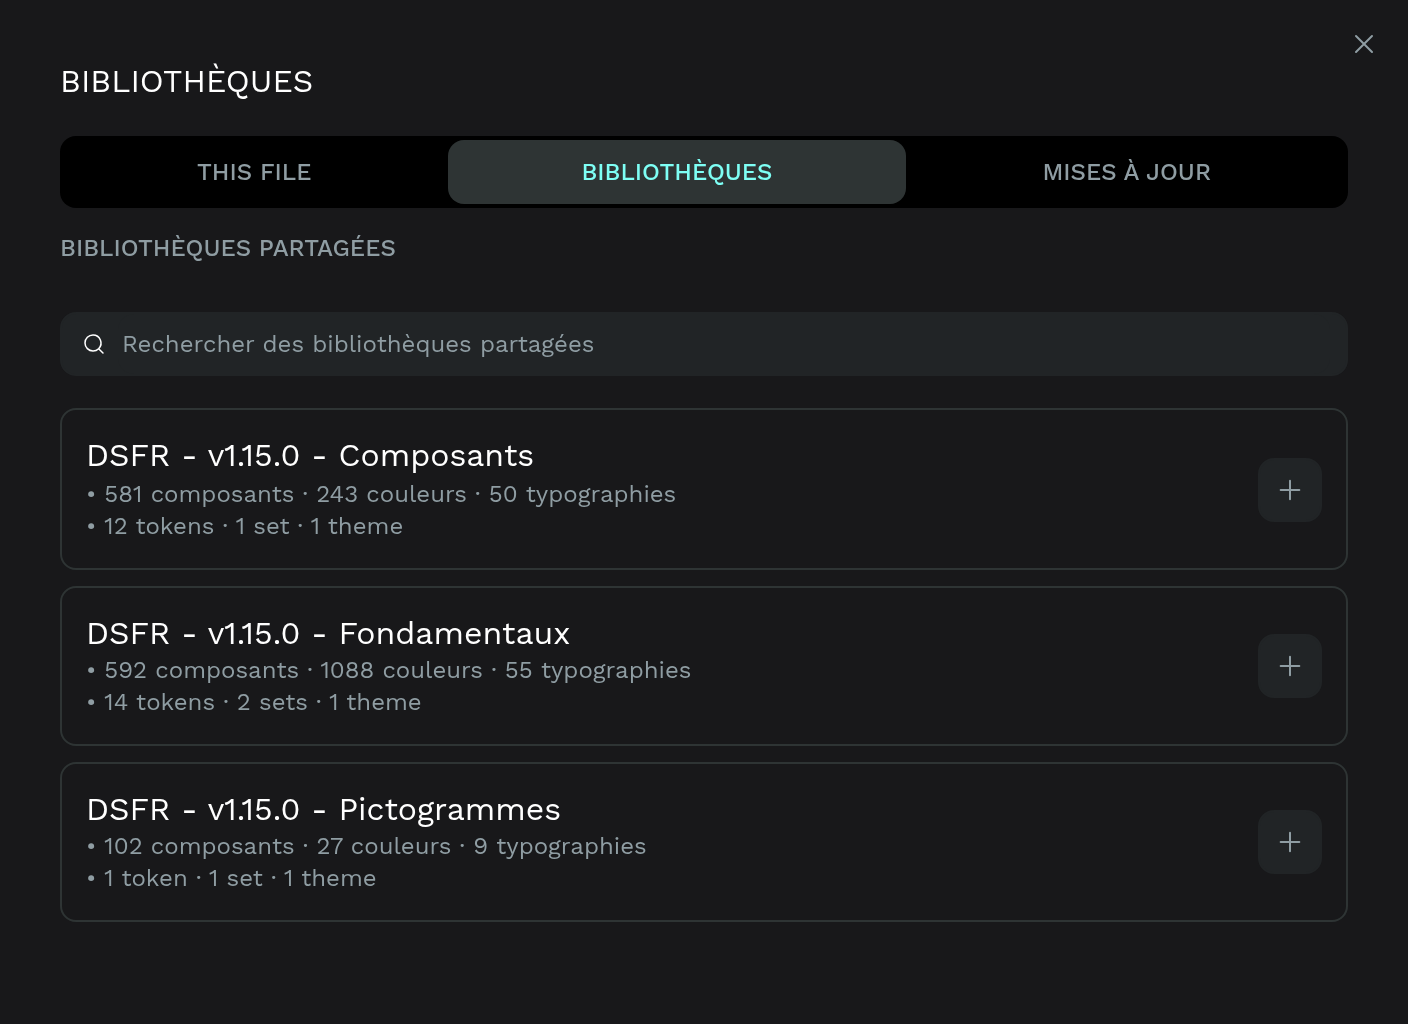 BIBLIOTHÈQUES
THIS FILE
BIBLIOTHÈQUES
MISES À JOUR
BIBLIOTHÈQUES PARTAGÉES
Rechercher des bibliothèques partagées
DSFR - v1.15.0 - Composants
• 581 composants · 243 couleurs · 50 typographies
• 12 tokens · 1 set · 1 theme
DSFR - v1.15.0 - Fondamentaux
• 592 composants · 1088 couleurs · 55 typographies
• 14 tokens · 2 sets · 1 theme
DSFR - v1.15.0 - Pictogrammes
• 102 composants · 27 couleurs · 9 typographies
• 1 token · 1 set · 1 theme